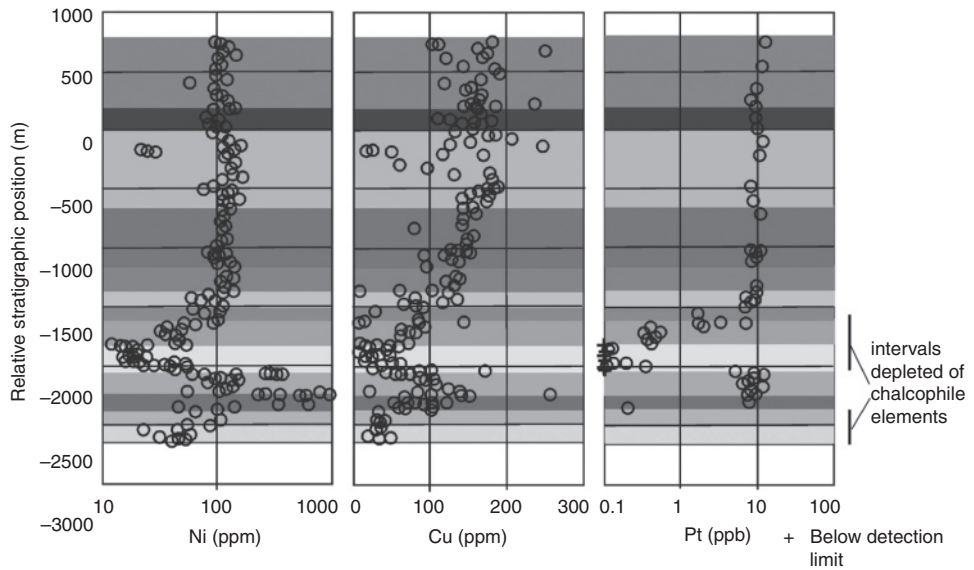 Relative stratigraphic position (m)
1000
500
0
−500
−1000
−1500
−2000
−2500
−3000
10 100 1000
Ni (ppm)
0 100 200 300
Cu (ppm)
0.1 1 10 100
Pt (ppb)
+ Below detection
limit
intervals
depleted of
chalcophile
elements